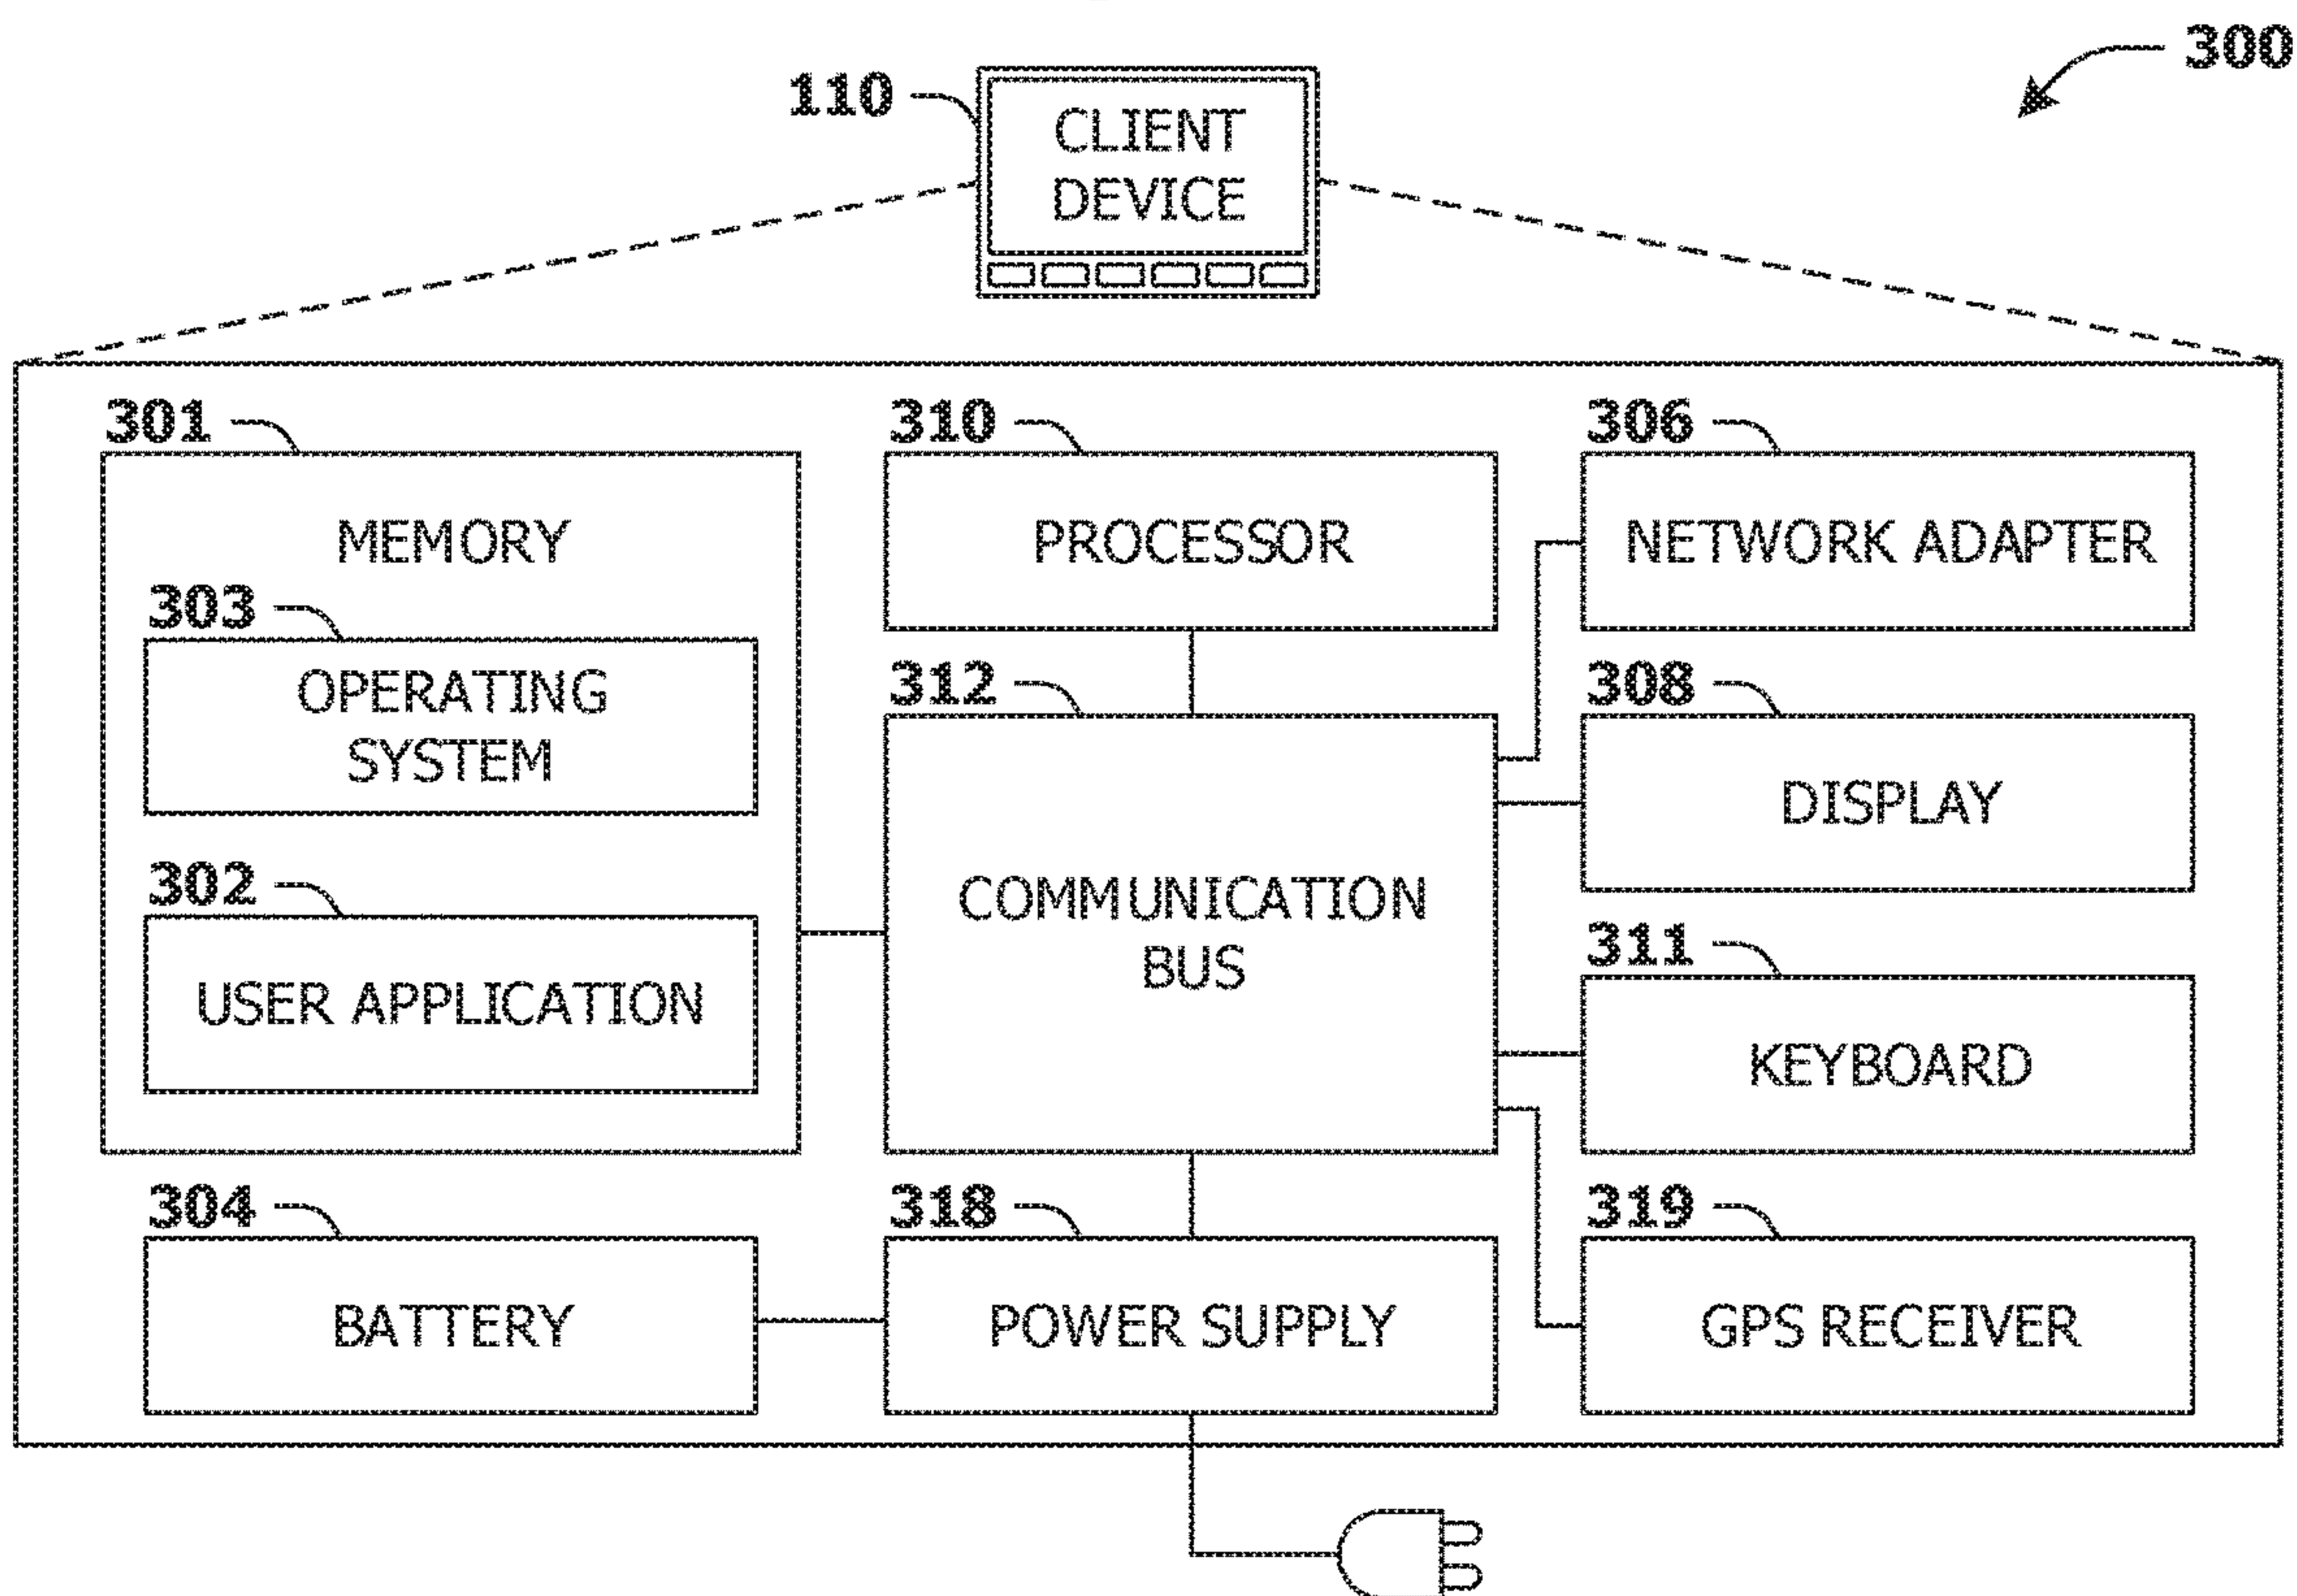 300
110
CLIENT
DEVICE
301
310
306
MEMORY
PROCESSOR
NETWORK ADAPTER
303
OPERATING
SYSTEM
312
308
DISPLAY
302
USER APPLICATION
COMMUNICATION
BUS
311
KEYBOARD
304
318
319
BATTERY
POWER SUPPLY
GPS RECEIVER